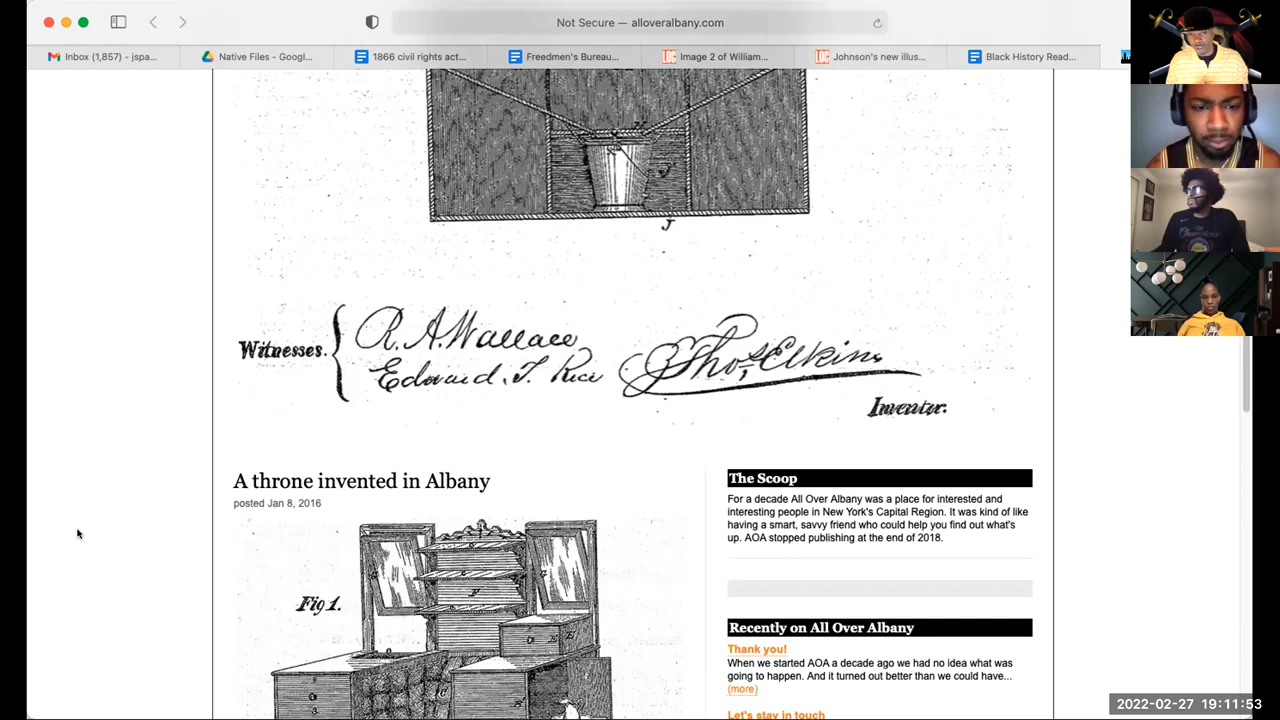 Not Secure — alloveralbany.com
Inbox (1,857) - jspa...
Native Files - Googl...
1866 civil rights act...
Freedmen's Bureau...
Image 2 of William...
Johnson's new illus...
Black History Read...
J
Witnesses.
R. A. Wallace
Edward. T. Rice
Thos. Elkins
Inventor.
A throne invented in Albany
posted Jan 8, 2016
Fig 1.
The Scoop
For a decade All Over Albany was a place for interested and
interesting people in New York's Capital Region. It was kind of like
having a smart, savvy friend who could help you find out what's
up. AOA stopped publishing at the end of 2018.
Recently on All Over Albany
Thank you!
When we started AOA a decade ago we had no idea what was
going to happen. And it turned out better than we could have...
(more)
Let's stay in touch
2022-02-27 19:11:53